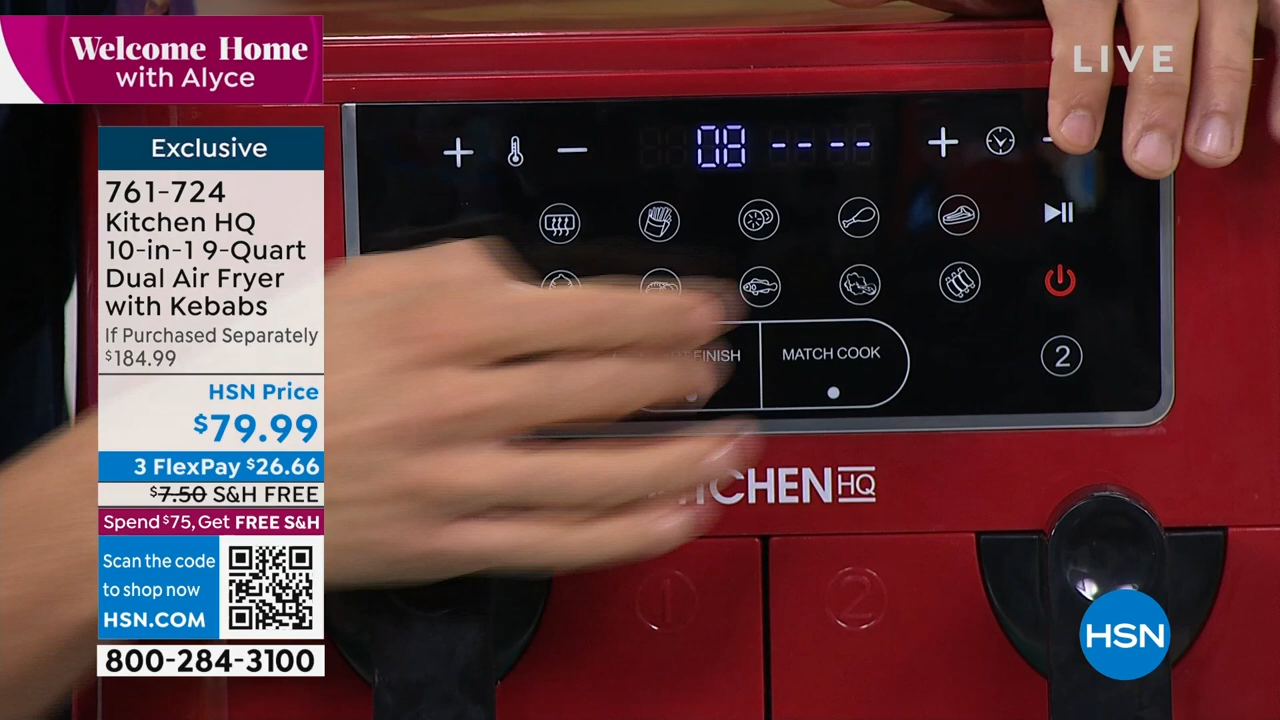 Welcome Home
with Alyce
LIVE
Exclusive
761-724
Kitchen HQ
10-in-1 9-Quart
Dual Air Fryer
with Kebabs
If Purchased Separately
$184.99
HSN Price
$79.99
3 FlexPay $26.66
$7.50 S&H FREE
Spend $75, Get FREE S&H
Scan the code
to shop now
HSN.COM
800-284-3100
08 ----
FINISH
MATCH COOK
2
KITCHEN HQ
1
2
HSN